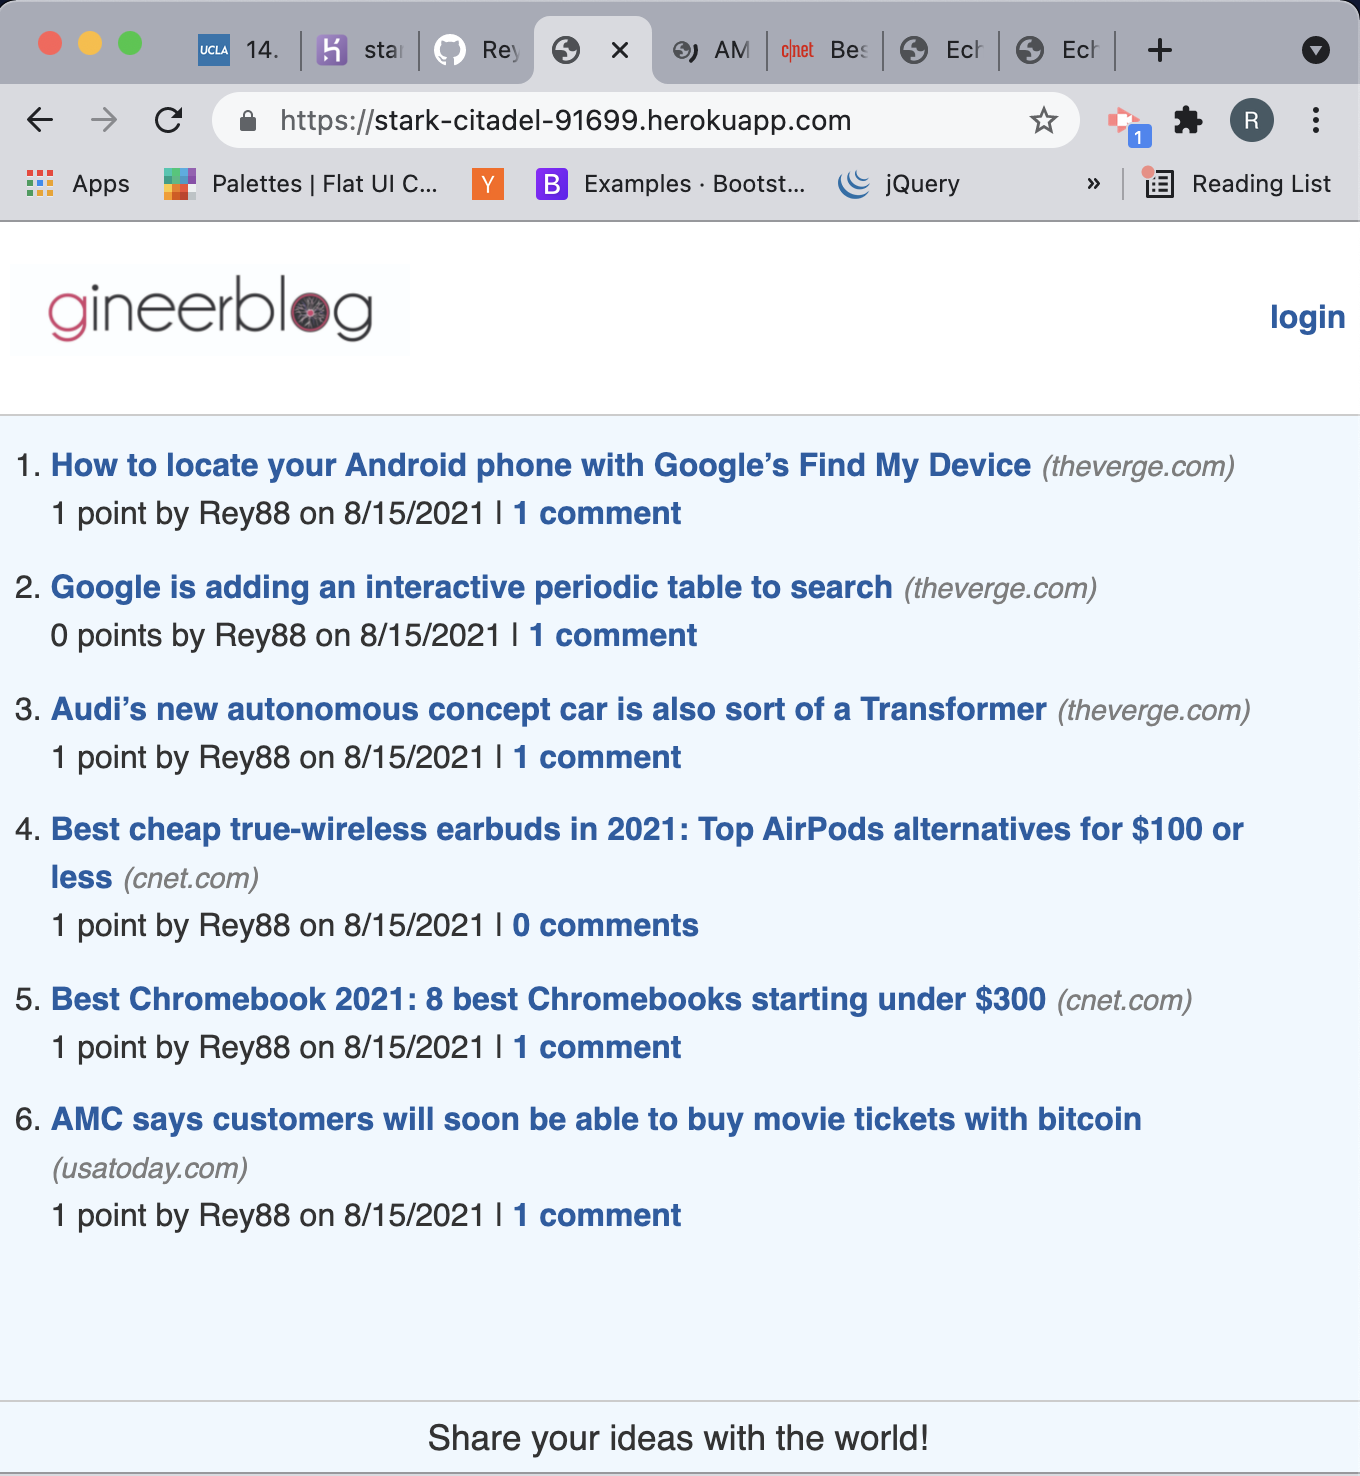 UCLA 14. sta Rey AM c|net Bes Ech Ech
https://stark-citadel-91699.herokuapp.com 1 R
Apps Palettes | Flat UI C... Y B Examples · Bootst... jQuery » Reading List
gineerblog
login
1. How to locate your Android phone with Google’s Find My Device (theverge.com)
1 point by Rey88 on 8/15/2021 | 1 comment
2. Google is adding an interactive periodic table to search (theverge.com)
0 points by Rey88 on 8/15/2021 | 1 comment
3. Audi’s new autonomous concept car is also sort of a Transformer (theverge.com)
1 point by Rey88 on 8/15/2021 | 1 comment
4. Best cheap true-wireless earbuds in 2021: Top AirPods alternatives for $100 or
less (cnet.com)
1 point by Rey88 on 8/15/2021 | 0 comments
5. Best Chromebook 2021: 8 best Chromebooks starting under $300 (cnet.com)
1 point by Rey88 on 8/15/2021 | 1 comment
6. AMC says customers will soon be able to buy movie tickets with bitcoin
(usatoday.com)
1 point by Rey88 on 8/15/2021 | 1 comment
Share your ideas with the world!